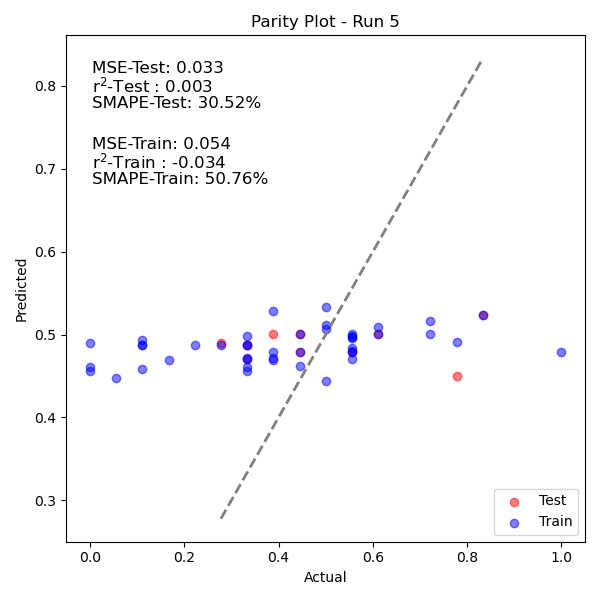 Parity Plot - Run 5
MSE-Test: 0.033
r²-Test : 0.003
SMAPE-Test: 30.52%
MSE-Train: 0.054
r²-Train : -0.034
SMAPE-Train: 50.76%
0.8
0.7
0.6
0.5
0.4
0.3
Predicted
Test
Train
0.0 0.2 0.4 0.6 0.8 1.0
Actual